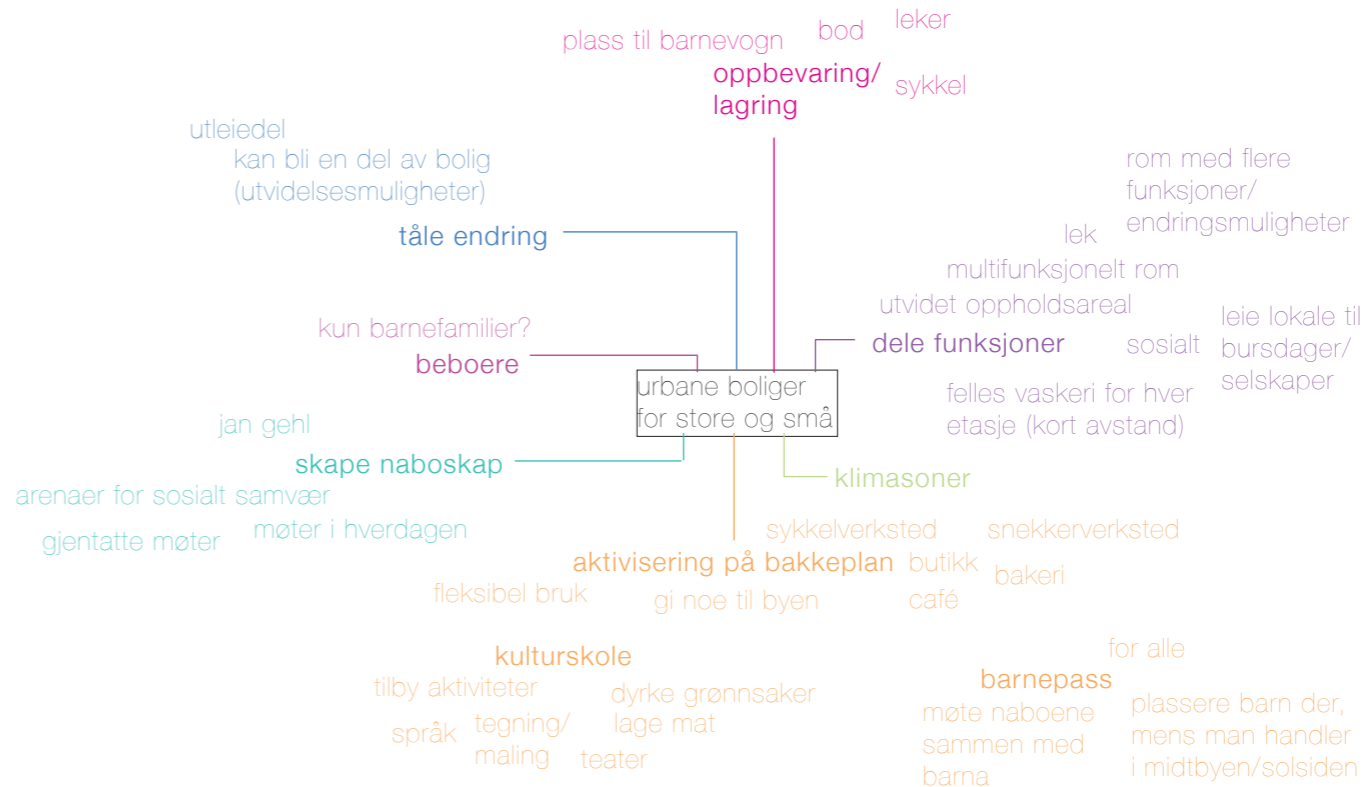 leker
bod
plass til barnevogn
oppbevaring/
lagring
sykkel
utleiedel
kan bli en del av bolig
(utvidelsesmuligheter)
tåle endring
rom med flere
funksjoner/
endringsmuligheter
lek
multifunksjonelt rom
utvidet oppholdsareal
dele funksjoner
sosialt
leie lokale til
bursdager/
selskaper
felles vaskeri for hver
etasje (kort avstand)
kun barnefamilier?
beboere
urbane boliger
for store og små
jan gehl
skape naboskap
arenaer for sosialt samvær
gjentatte møter
møter i hverdagen
klimasoner
sykkelverksted
snekkerverksted
aktivisering på bakkeplan
butikk
bakeri
fleksibel bruk
gi noe til byen
café
kulturskole
tilby aktiviteter
dyrke grønnsaker
språk
tegning/
maling
lage mat
teater
for alle
barnepass
møte naboene
sammen med
barna
plassere barn der,
mens man handler
i midtbyen/solsiden